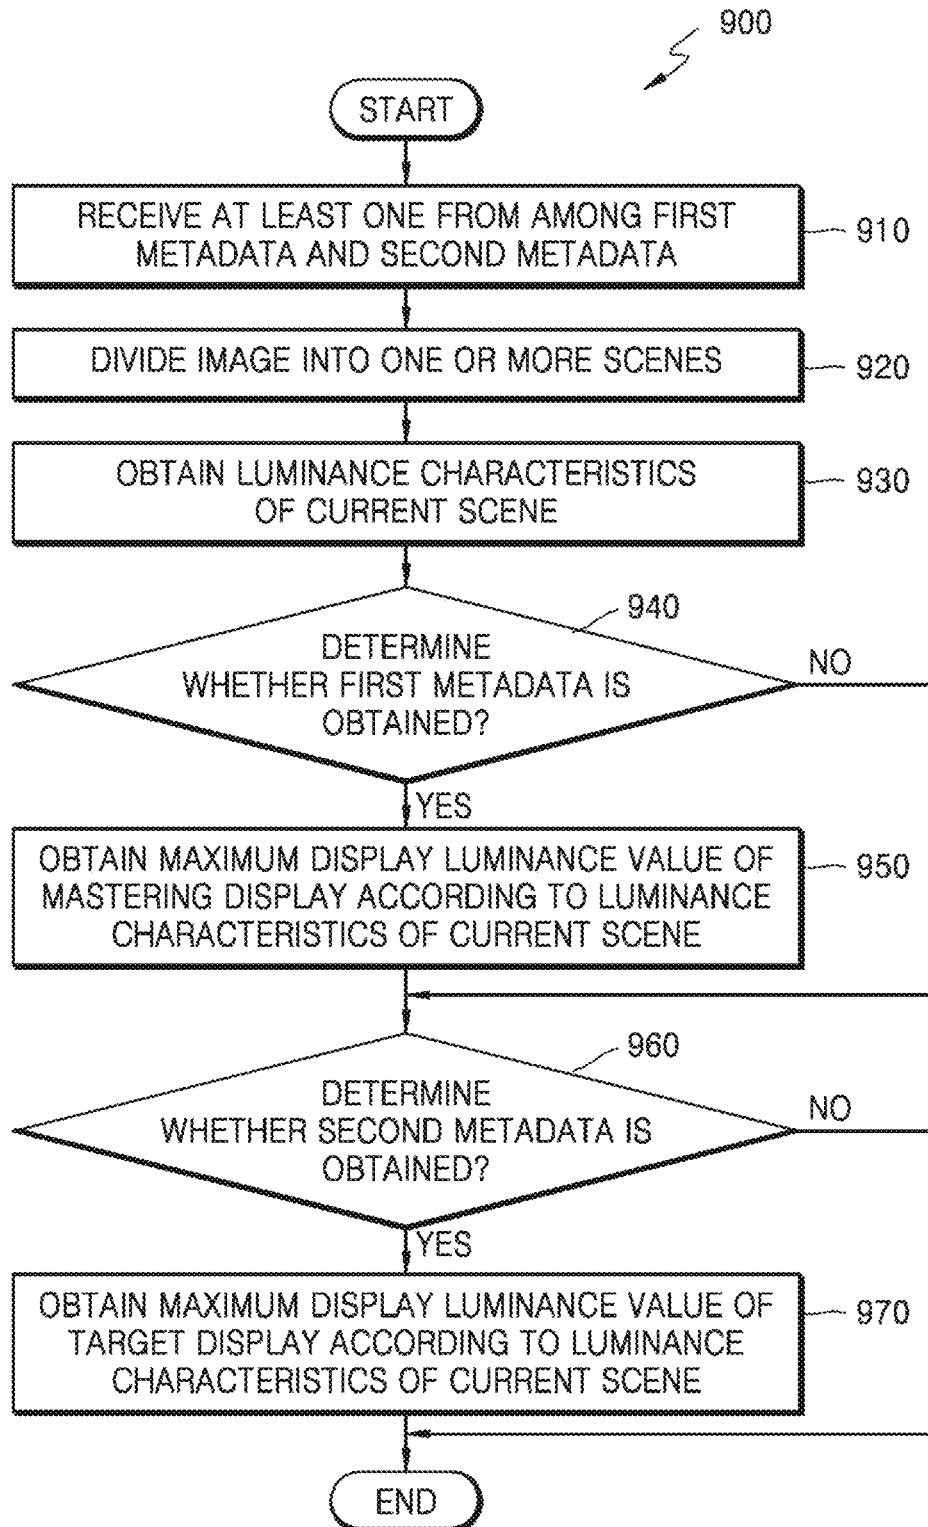 900
START
RECEIVE AT LEAST ONE FROM AMONG FIRST
METADATA AND SECOND METADATA
910
DIVIDE IMAGE INTO ONE OR MORE SCENES
920
OBTAIN LUMINANCE CHARACTERISTICS
OF CURRENT SCENE
930
940
DETERMINE
WHETHER FIRST METADATA IS
OBTAINED?
NO
YES
OBTAIN MAXIMUM DISPLAY LUMINANCE VALUE OF
MASTERING DISPLAY ACCORDING TO LUMINANCE
CHARACTERISTICS OF CURRENT SCENE
950
960
DETERMINE
WHETHER SECOND METADATA IS
OBTAINED?
NO
YES
OBTAIN MAXIMUM DISPLAY LUMINANCE VALUE OF
TARGET DISPLAY ACCORDING TO LUMINANCE
CHARACTERISTICS OF CURRENT SCENE
970
END